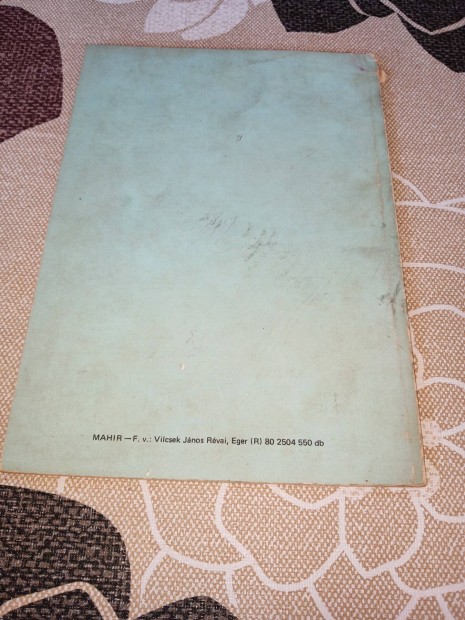 MAHIR — F. v.: Vilcsek János Révai, Eger (R) 80 2504 550 db